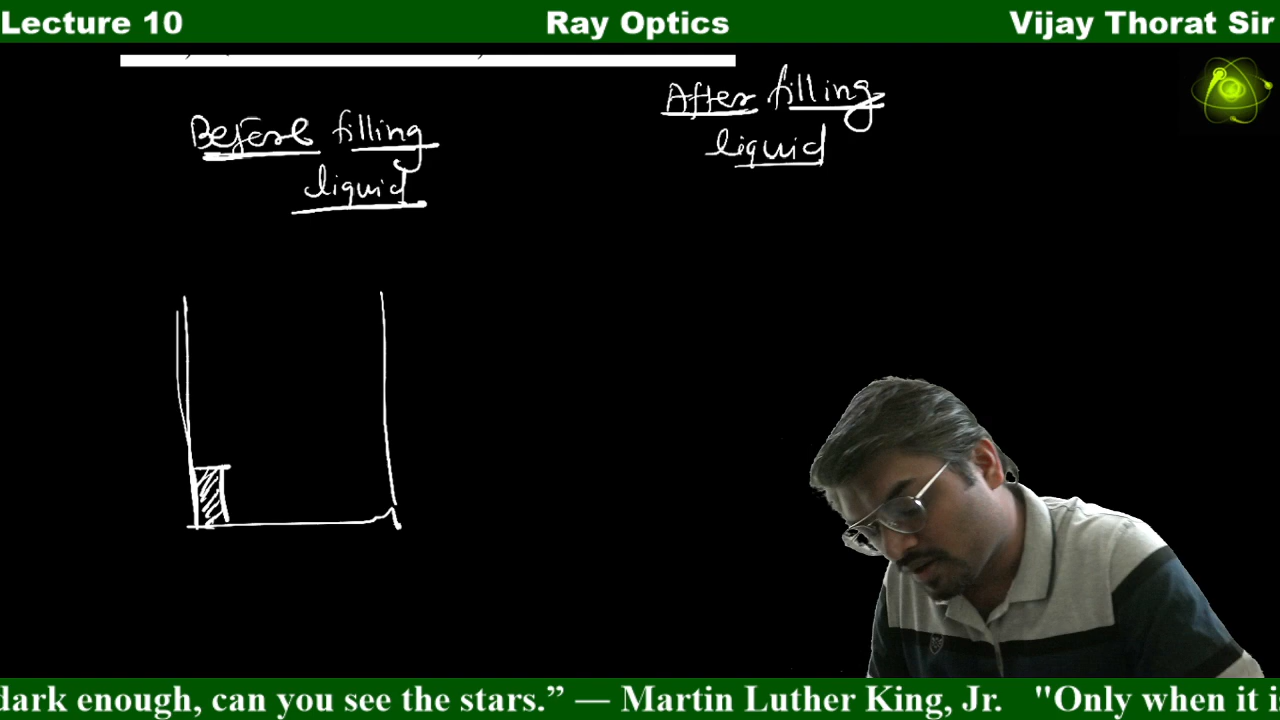 Lecture 10 Ray Optics Vijay Thorat Sir
Before filling
liquid
After filling
liquid
dark enough, can you see the stars.” — Martin Luther King, Jr. "Only when it i